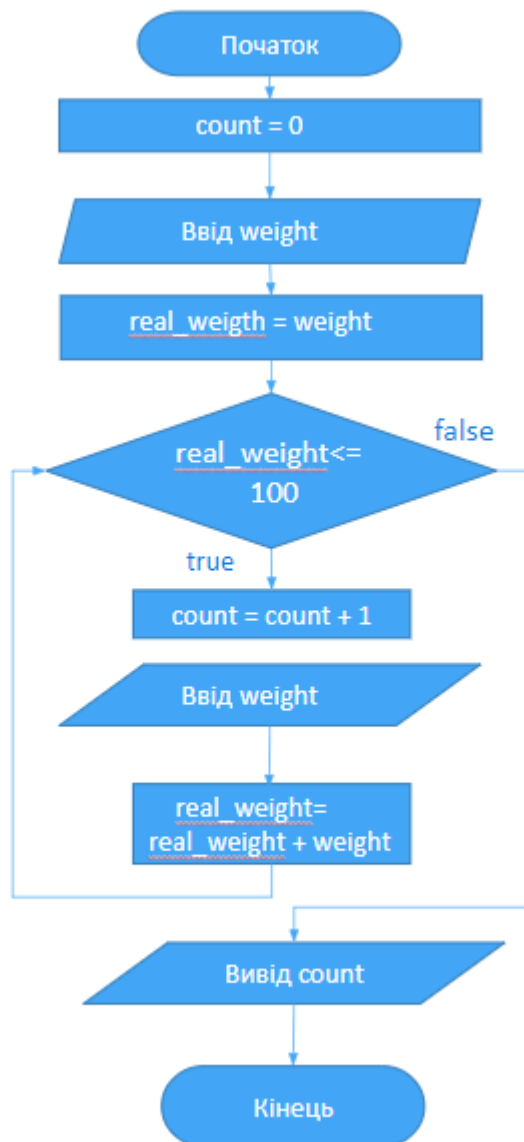 Початок
count = 0
Ввід weight
real_weigth = weight
false
real_weight<=
100
true
count = count + 1
Ввід weight
real_weight=
real_weight + weight
Вивід count
Кінець